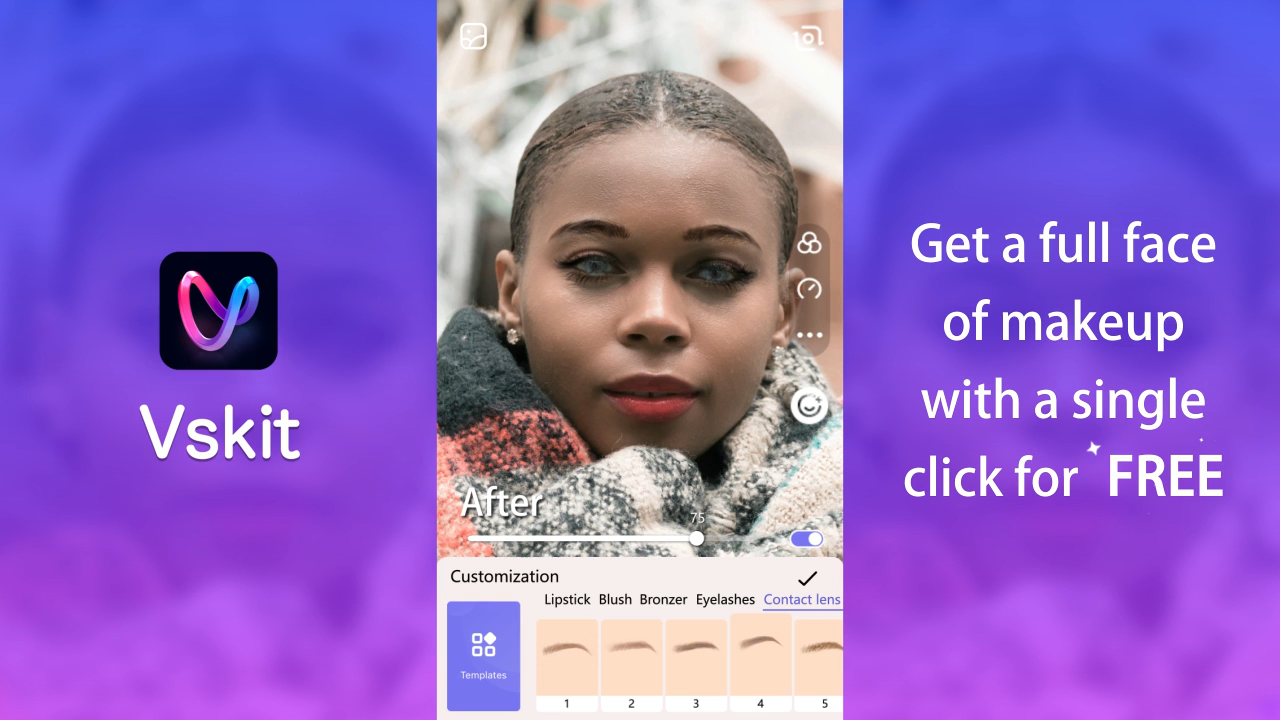 Vskit
After
75
Customization
Lipstick Blush Bronzer Eyelashes Contact lens
Templates
1 2 3 4 5
Get a full face
of makeup
with a single
click for FREE